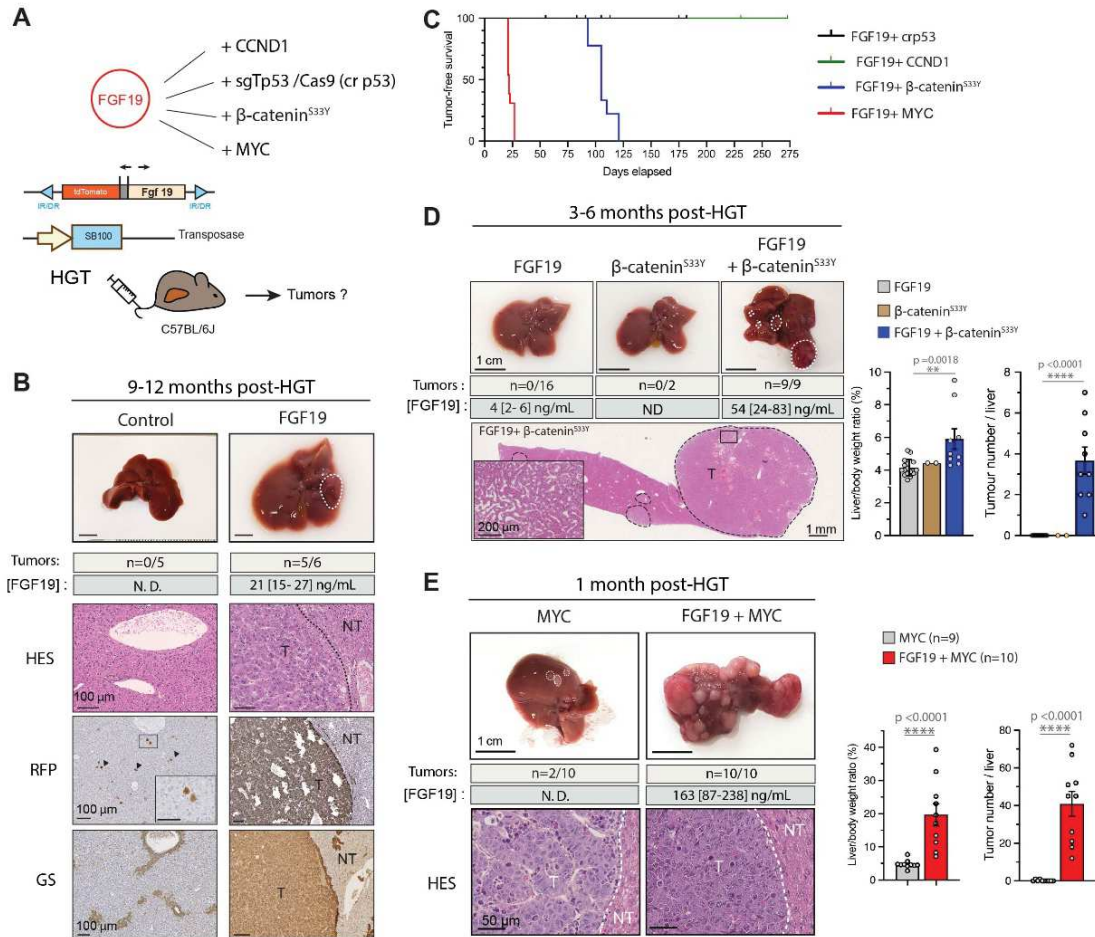 A
+ CCND1
+ sgTp53 /Cas9 (cr p53)
FGF19
+ β-catenin^S33Y
+ MYC
tdTomato
Fgf 19
IR/DR
IR/DR
SB100
Transposase
HGT
Tumors ?
C57BL/6J
B
9-12 months post-HGT
Control
FGF19
Tumors:
n=0/5
n=5/6
[FGF19] :
N. D.
21 [15- 27] ng/mL
HES
100 µm
T
NT
RFP
100 µm
T
NT
GS
100 µm
T
NT
C
Tumor-free survival
100
50
0
0
25
50
75
100
125
150
175
200
225
250
275
Days elapsed
FGF19+ crp53
FGF19+ CCND1
FGF19+ β-catenin^S33Y
FGF19+ MYC
D
3-6 months post-HGT
FGF19
β-catenin^S33Y
FGF19
+ β-catenin^S33Y
1 cm
Tumors :
n=0/16
n=0/2
n=9/9
[FGF19] :
4 [2- 6] ng/mL
ND
54 [24-83] ng/mL
FGF19+ β-catenin^S33Y
T
200 µm
1 mm
FGF19
β-catenin^S33Y
FGF19 + β-catenin^S33Y
Liver/body weight ratio (%)
p =0.0018
**
10
8
6
4
2
0
Tumour number / liver
p <0.0001
****
8
6
4
2
0
E
1 month post-HGT
MYC
FGF19 + MYC
1 cm
Tumors:
n=2/10
n=10/10
[FGF19] :
N. D.
163 [87-238] ng/mL
HES
T
NT
50 µm
T
NT
MYC (n=9)
FGF19 + MYC (n=10)
Liver/body weight ratio (%)
p <0.0001
****
50
40
30
20
10
0
Tumor number / liver
p <0.0001
****
80
60
40
20
0